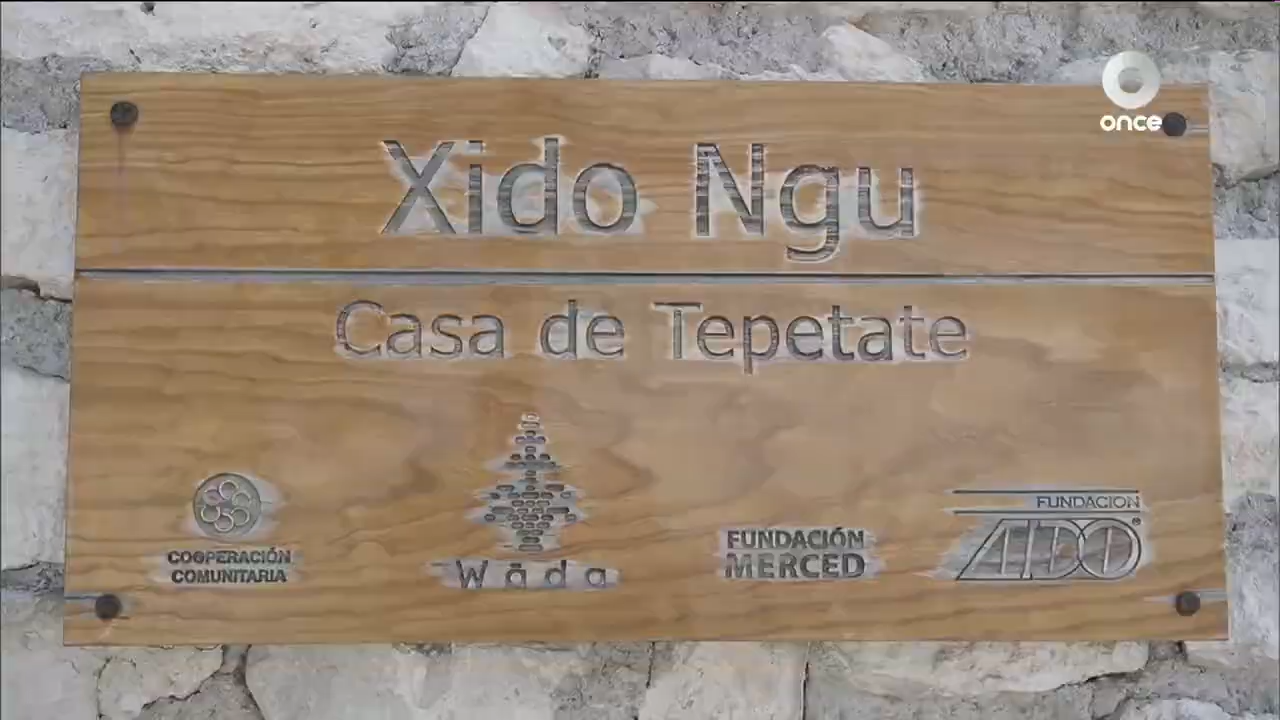 once
Xido Ngu
Casa de Tepetate
COOPERACIÓN
COMUNITARIA
Wäda
FUNDACIÓN
MERCED
FUNDACION
ADO®